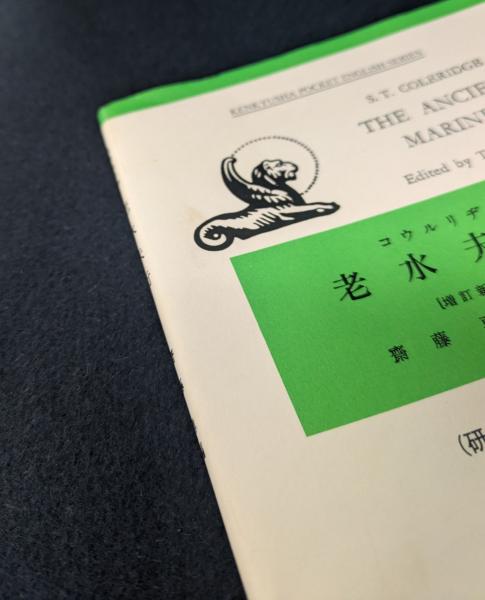 KENKYUSHA POCKET ENGLISH SERIES
S. T. COLERIDGE
THE ANCIE
MARINE
Edited by T
コウルリヂ
老水夫
[増訂新
齋藤
(研